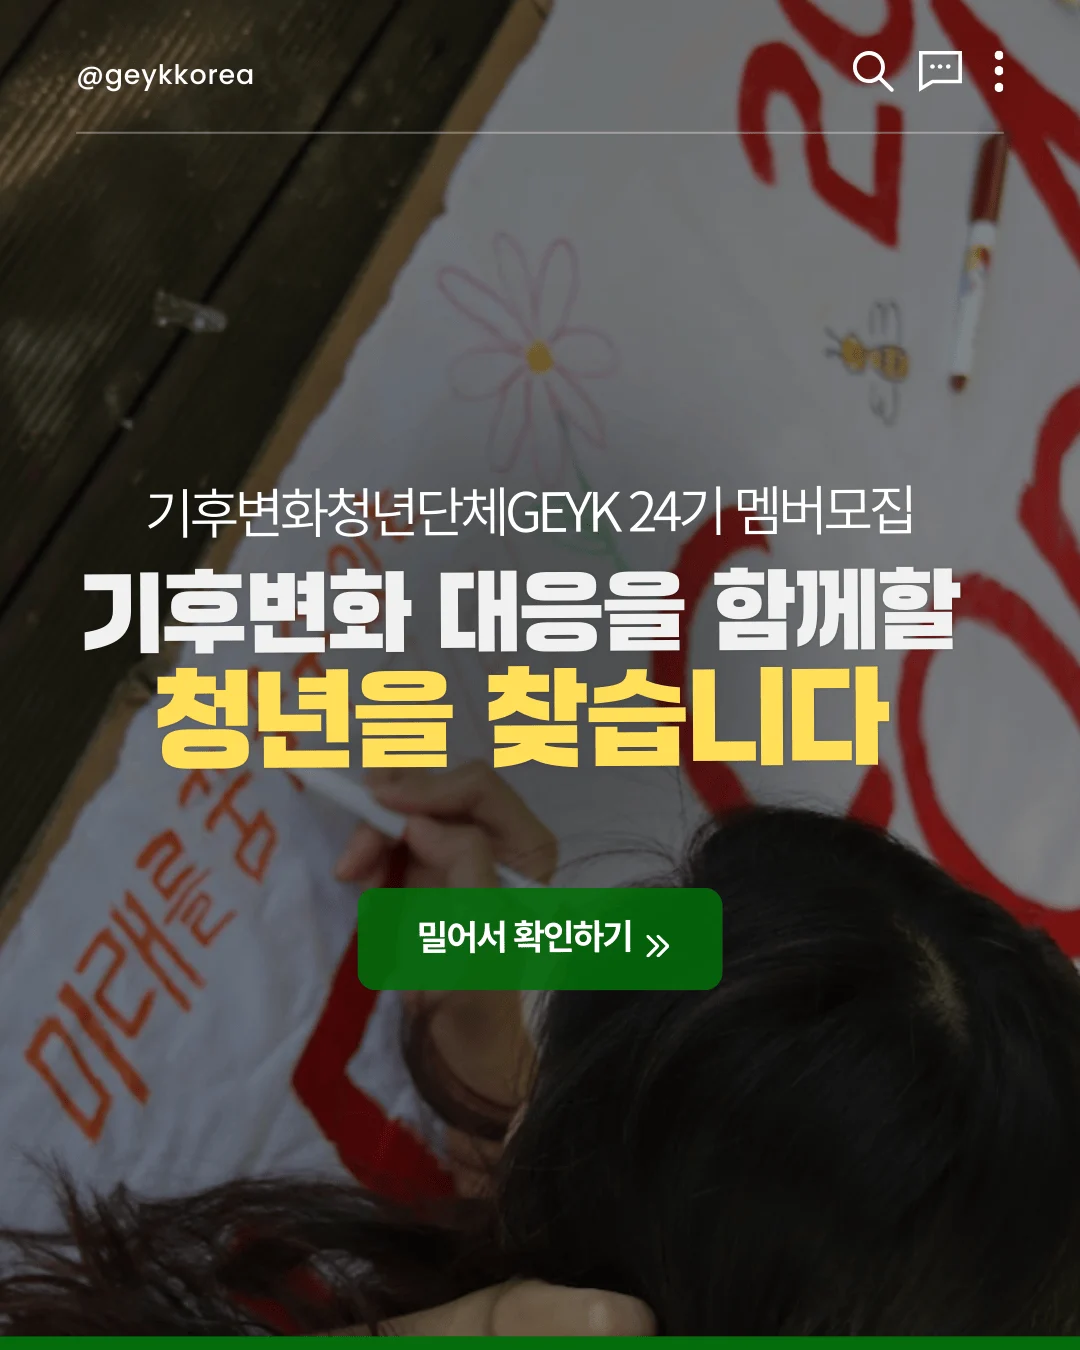 @geykkorea
기후변화청년단체GEYK 24기 멤버모집
기후변화 대응을 함께할
청년을 찾습니다
밀어서 확인하기
미래를 꿈